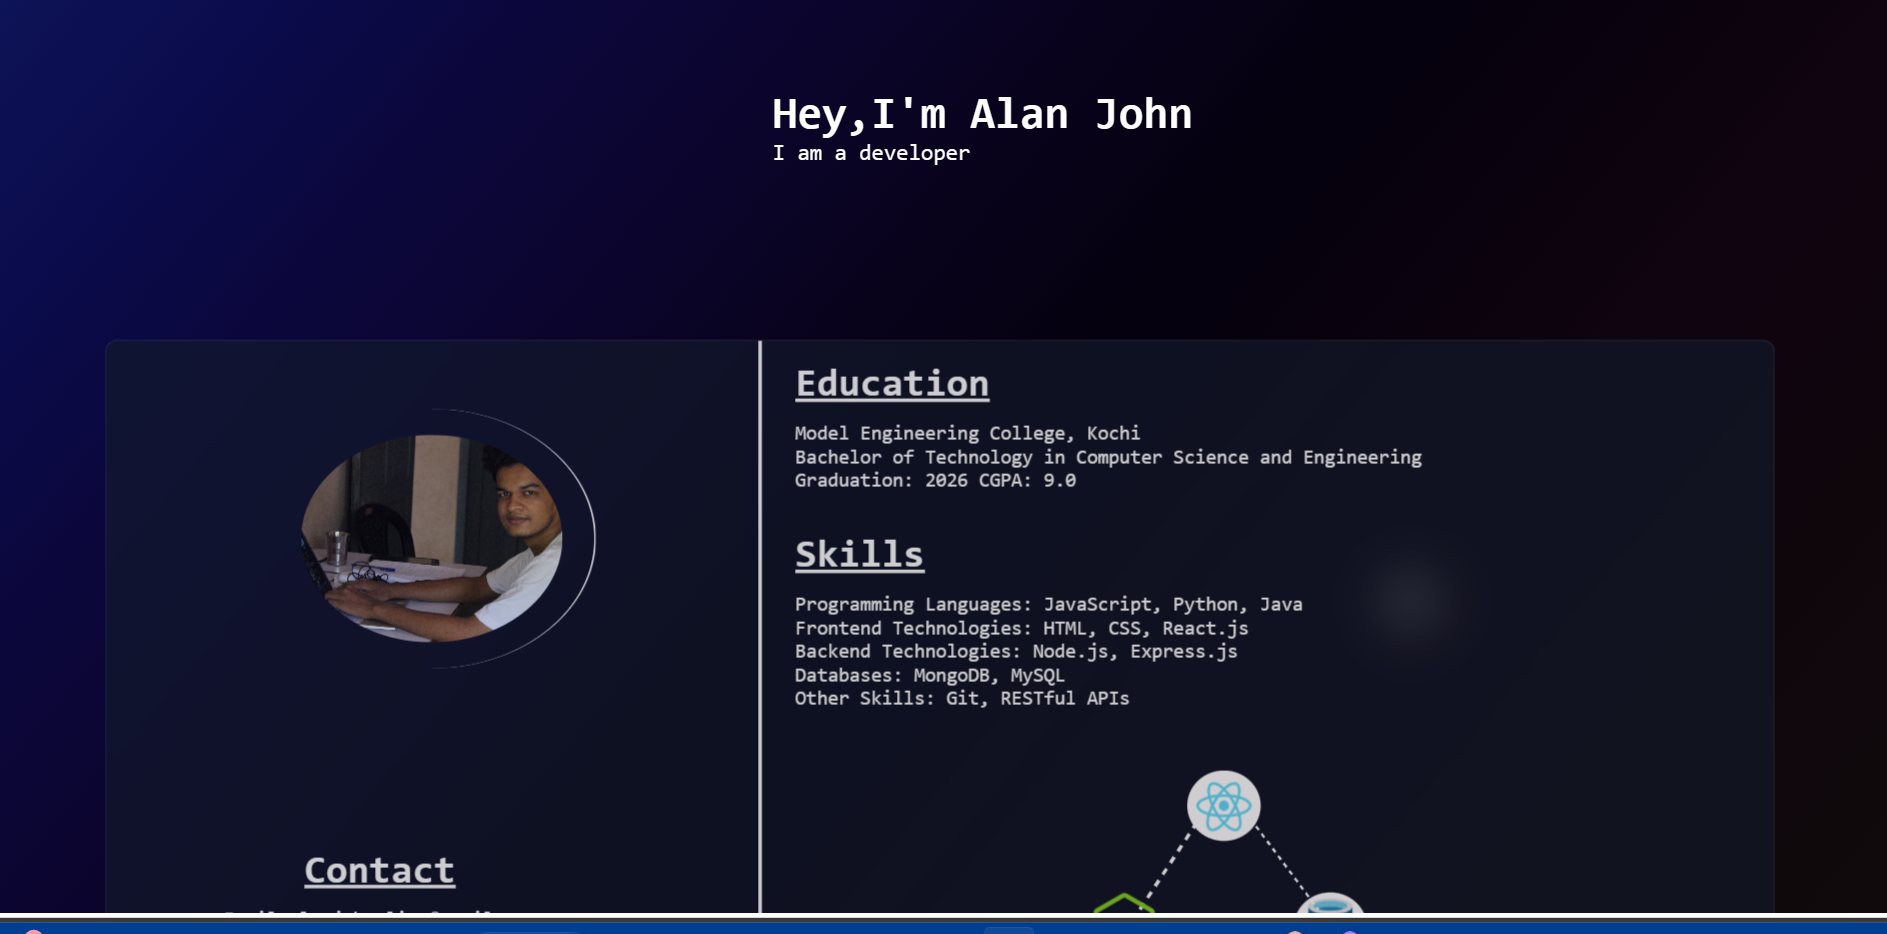 Hey,I'm Alan John
I am a developer
Education
Model Engineering College, Kochi
Bachelor of Technology in Computer Science and Engineering
Graduation: 2026 CGPA: 9.0
Skills
Programming Languages: JavaScript, Python, Java
Frontend Technologies: HTML, CSS, React.js
Backend Technologies: Node.js, Express.js
Databases: MongoDB, MySQL
Other Skills: Git, RESTful APIs
Contact